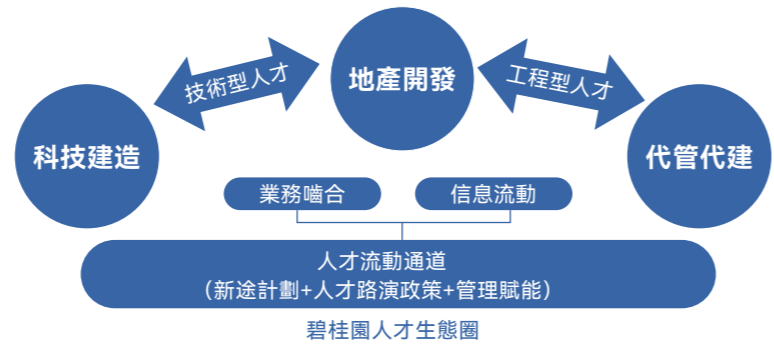 地產開發
技術型人才
工程型人才
科技建造
代管代建
業務嚙合
信息流動
人才流動通道
（新途計劃+人才路演政策+管理賦能）
碧桂園人才生態圈